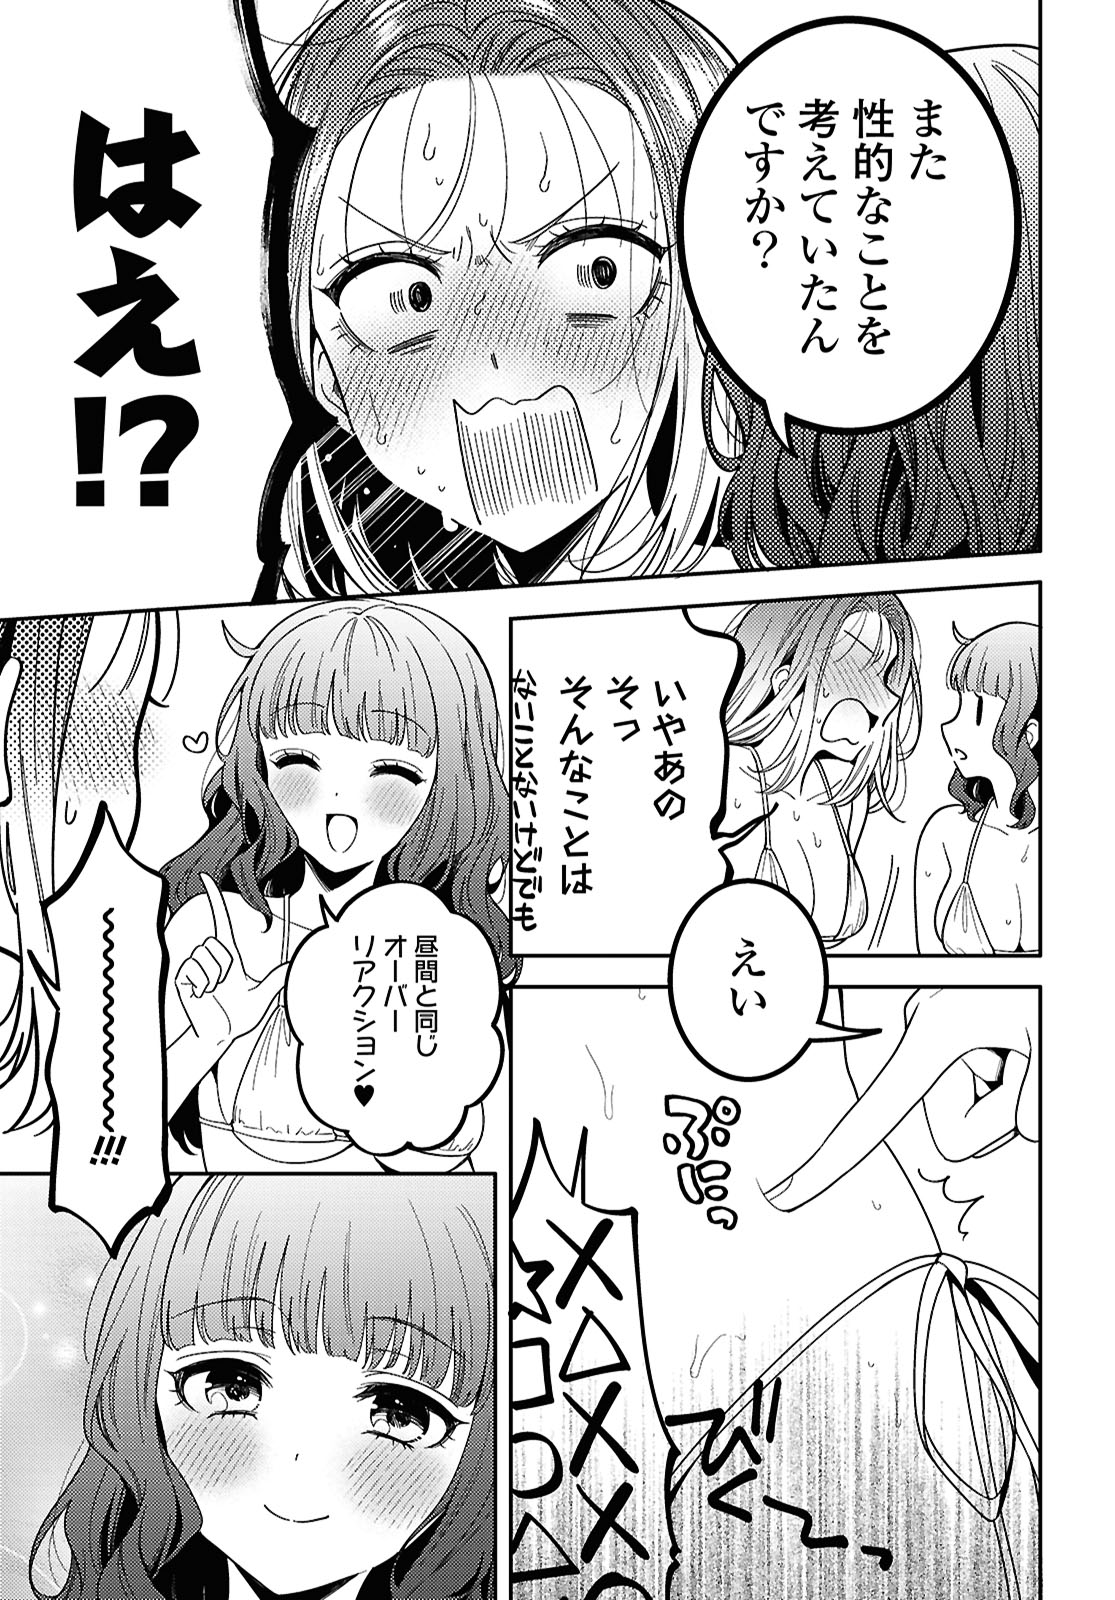 また
性的なことを
考えていたん
ですか?
はえ!?
いやあの
そっ
そんなことは
なことないけどでも
えい
ぷにっ
×△××
☆□○△
びく〜っ
昼間と同じ
オーバー
リアクション♥
〜〜〜〜!!!